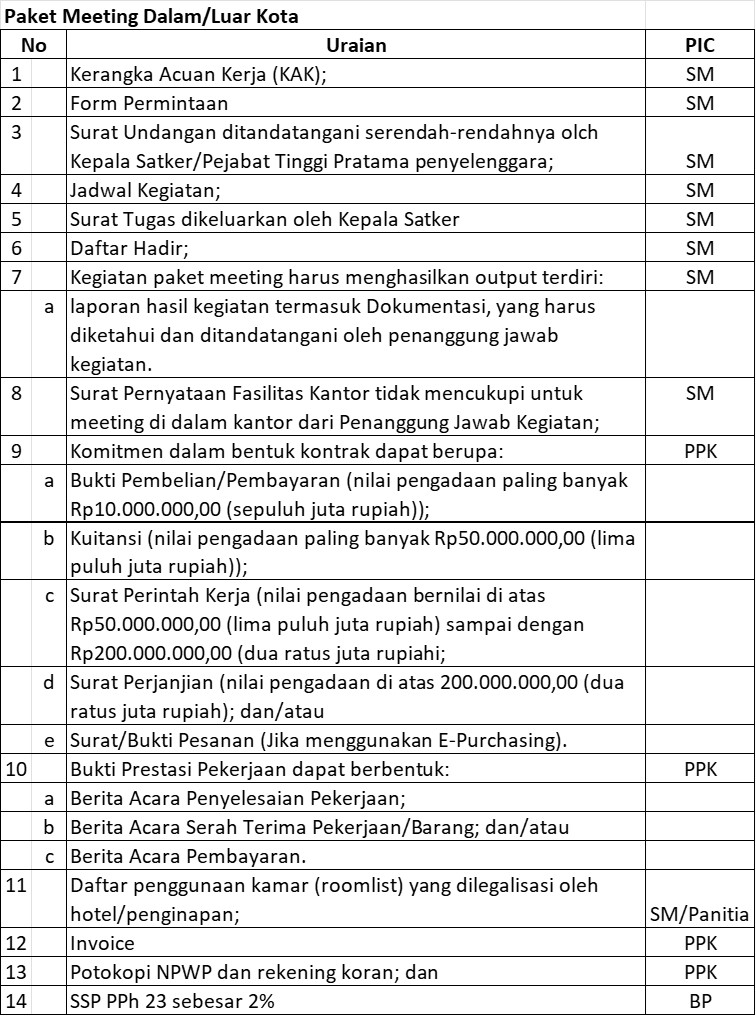 Paket Meeting Dalam/Luar Kota
No Uraian PIC
1 Kerangka Acuan Kerja (KAK); SM
2 Form Permintaan SM
3 Surat Undangan ditandatangani serendah-rendahnya olch
Kepala Satker/Pejabat Tinggi Pratama penyelenggara; SM
4 Jadwal Kegiatan; SM
5 Surat Tugas dikeluarkan oleh Kepala Satker SM
6 Daftar Hadir; SM
7 Kegiatan paket meeting harus menghasilkan output terdiri: SM
a laporan hasil kegiatan termasuk Dokumentasi, yang harus
diketahui dan ditandatangani oleh penanggung jawab
kegiatan.
8 Surat Pernyataan Fasilitas Kantor tidak mencukupi untuk SM
meeting di dalam kantor dari Penanggung Jawab Kegiatan;
9 Komitmen dalam bentuk kontrak dapat berupa: PPK
a Bukti Pembelian/Pembayaran (nilai pengadaan paling banyak
Rp10.000.000,00 (sepuluh juta rupiah));
b Kuitansi (nilai pengadaan paling banyak Rp50.000.000,00 (lima
puluh juta rupiah));
c Surat Perintah Kerja (nilai pengadaan bernilai di atas
Rp50.000.000,00 (lima puluh juta rupiah) sampai dengan
Rp200.000.000,00 (dua ratus juta rupiahi;
d Surat Perjanjian (nilai pengadaan di atas 200.000.000,00 (dua
ratus juta rupiah); dan/atau
e Surat/Bukti Pesanan (Jika menggunakan E-Purchasing).
10 Bukti Prestasi Pekerjaan dapat berbentuk: PPK
a Berita Acara Penyelesaian Pekerjaan;
b Berita Acara Serah Terima Pekerjaan/Barang; dan/atau
c Berita Acara Pembayaran.
11 Daftar penggunaan kamar (roomlist) yang dilegalisasi oleh
hotel/penginapan; SM/Panitia
12 Invoice PPK
13 Potokopi NPWP dan rekening koran; dan PPK
14 SSP PPh 23 sebesar 2% BP